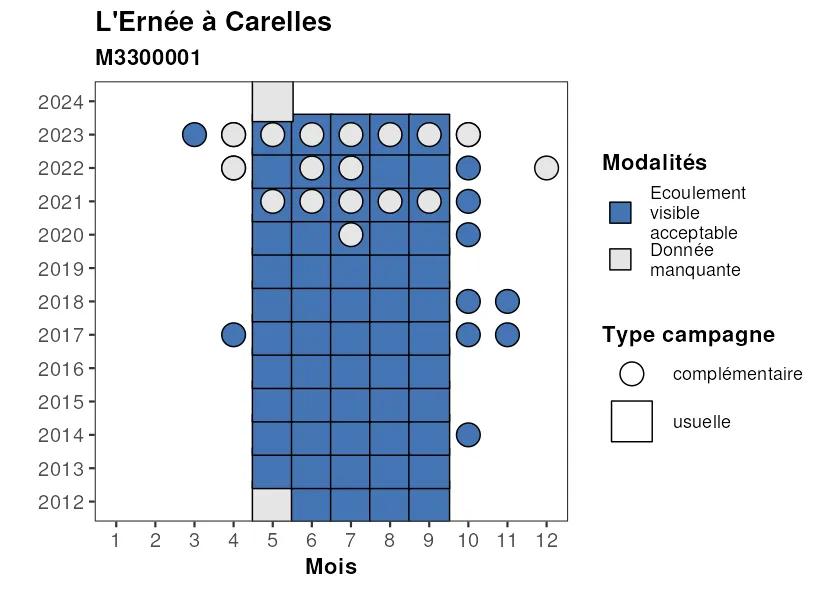 L'Ernée à Carelles
M3300001
2024
2023
2022
2021
2020
2019
2018
2017
2016
2015
2014
2013
2012
1 2 3 4 5 6 7 8 9 10 11 12
Mois
Modalités
Ecoulement
visible
acceptable
Donnée
manquante
Type campagne
complémentaire
usuelle